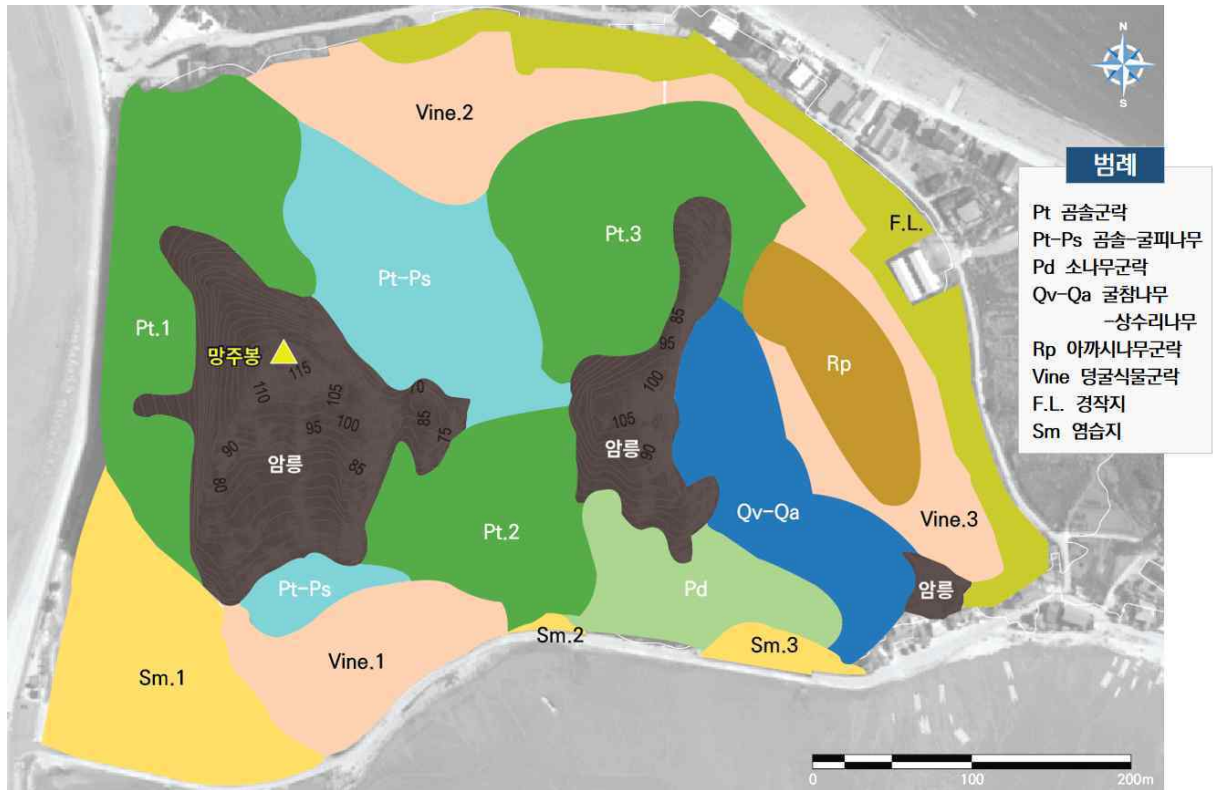 N
S
Vine.2
범례
Pt 곰솔군락
Pt-Ps 곰솔-굴피나무
Pd 소나무군락
Qv-Qa 굴참나무
-상수리나무
Rp 아까시나무군락
Vine 덩굴식물군락
F.L. 경작지
Sm 염습지
F.L.
Pt.3
Pt-Ps
Pt.1
망주봉
115
110
105
100
95
90
85
80
암릉
70
85
75
85
95
100
105
90
암릉
Rp
Qv-Qa
Vine.3
Pt.2
Pt-Ps
Pd
암릉
Sm.2
Sm.3
Vine.1
Sm.1
0
100
200m